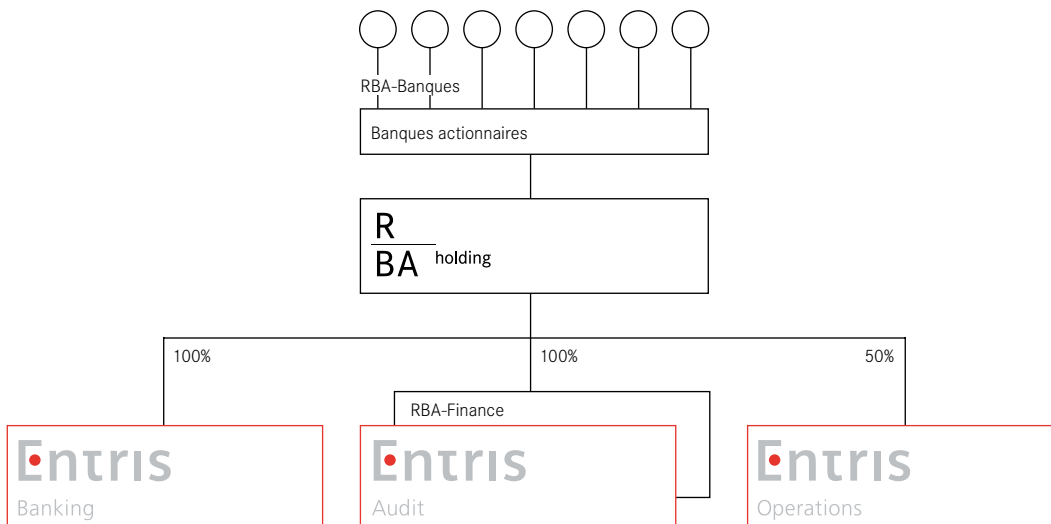 RBA-Banques
Banques actionnaires
R
BA holding
100%
100%
50%
RBA-Finance
Entris
Banking
Entris
Audit
Entris
Operations